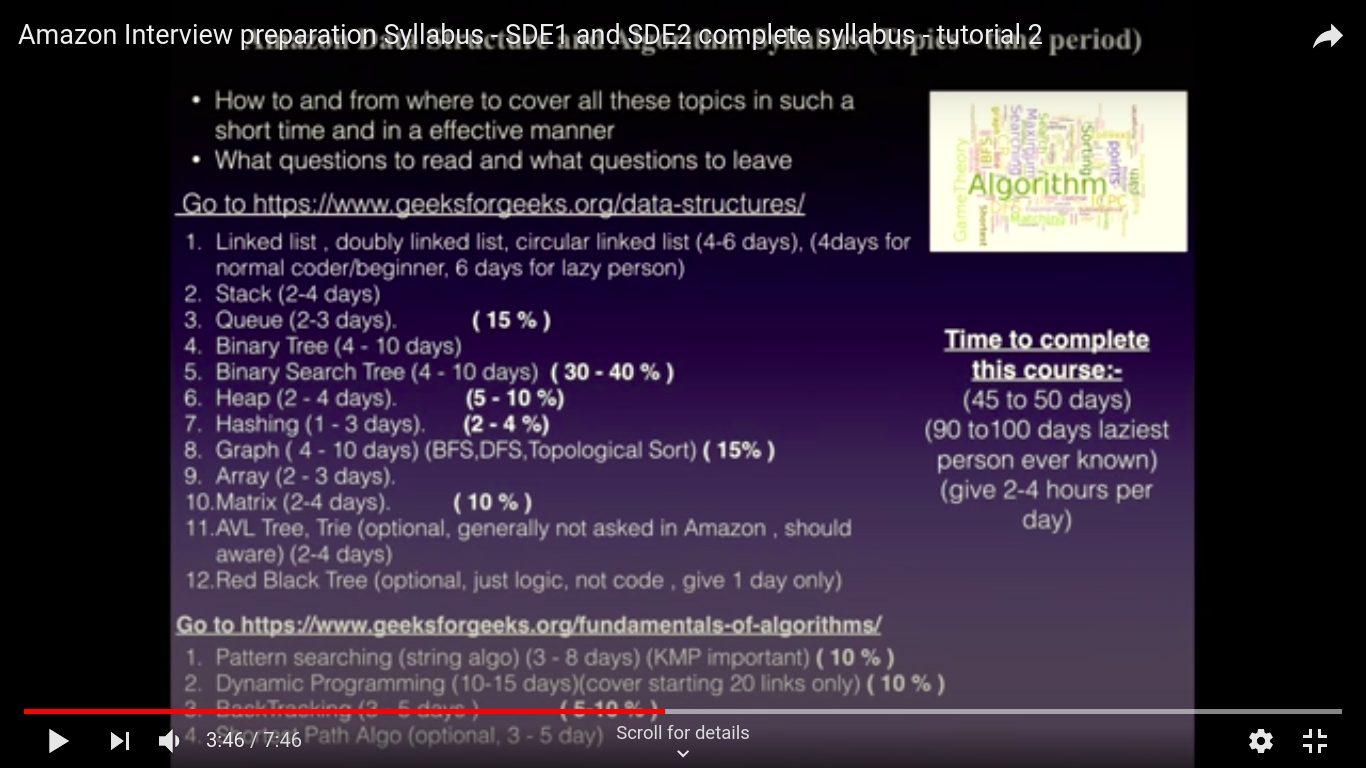 Amazon Interview preparation Syllabus - SDE1 and SDE2 complete syllabus - tutorial 2
period)
• How to and from where to cover all these topics in such a
short time and in a effective manner
• What questions to read and what questions to leave
Go to https://www.geeksforgeeks.org/data-structures/
1. Linked list , doubly linked list, circular linked list (4-6 days), (4days for
normal coder/beginner, 6 days for lazy person)
2. Stack (2-4 days)
3. Queue (2-3 days). ( 15 % )
4. Binary Tree (4 - 10 days)
5. Binary Search Tree (4 - 10 days) ( 30 - 40 % )
6. Heap (2 - 4 days). (5 - 10 %)
7. Hashing (1 - 3 days). (2 - 4 %)
8. Graph ( 4 - 10 days) (BFS,DFS,Topological Sort) ( 15% )
9. Array (2 - 3 days).
10.Matrix (2-4 days). ( 10 % )
11.AVL Tree, Trie (optional, generally not asked in Amazon , should
aware) (2-4 days)
12.Red Black Tree (optional, just logic, not code , give 1 day only)
Go to https://www.geeksforgeeks.org/fundamentals-of-algorithms/
1. Pattern searching (string algo) (3 - 8 days) (KMP important) ( 10 % )
2. Dynamic Programming (10-15 days)(cover starting 20 links only) ( 10 % )
3. BackTracking (3 - 5 days ) ( 5-10 % )
4. Shortest Path Algo (optional, 3 - 5 day)
Algorithm
GameTheory
BFS
Searching
Maximum
Search
Sorting
points
path
Shortest
Matching
ICPC
Time to complete
this course:-
(45 to 50 days)
(90 to100 days laziest
person ever known)
(give 2-4 hours per
day)
3:46 / 7:46
Scroll for details